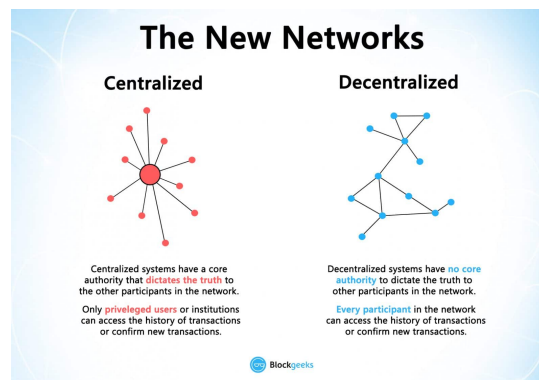 The New Networks
Centralized
Decentralized
Centralized systems have a core
authority that dictates the truth to
the other participants in the network.
Only priveleged users or institutions
can access the history of transactions
or confirm new transactions.
Decentralized systems have no core
authority to dictate the truth to
other participants in the network.
Every participant in the network
can access the history of transactions
or confirm new transactions.
Blockgeeks